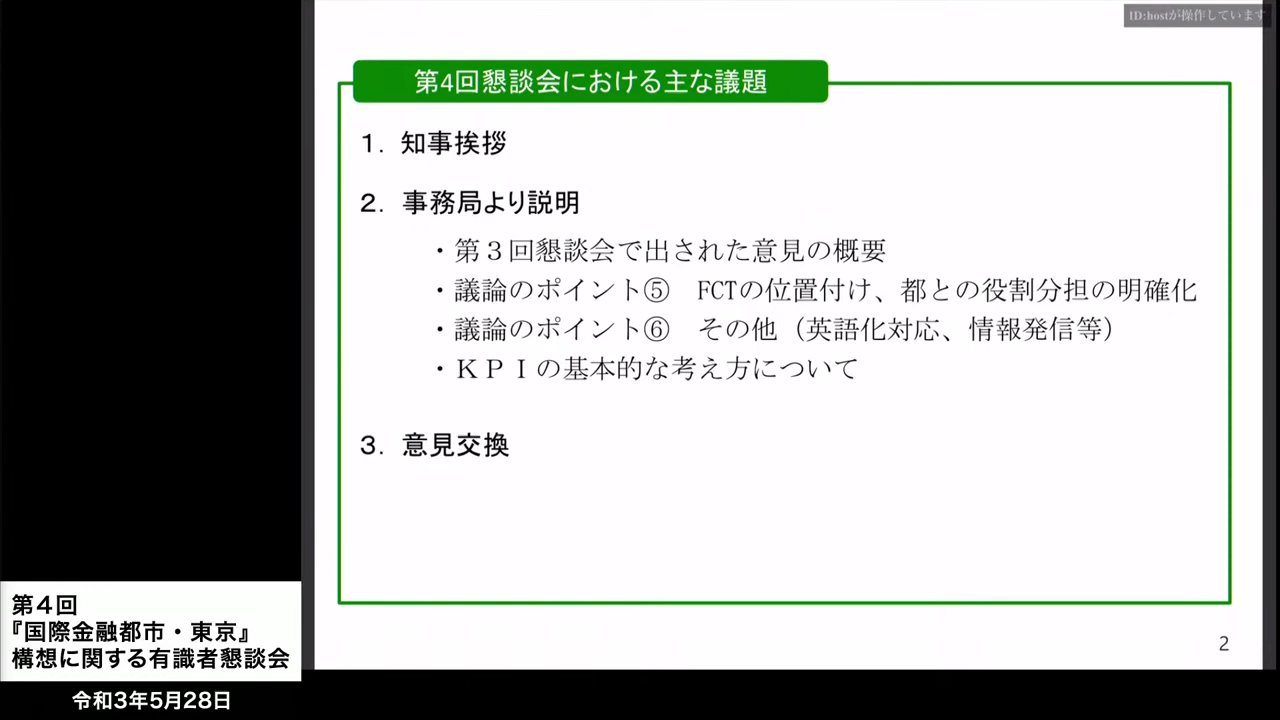 ID:hostが操作しています
第4回懇談会における主な議題
１．知事挨拶
２．事務局より説明
・第３回懇談会で出された意見の概要
・議論のポイント⑤　FCTの位置付け、都との役割分担の明確化
・議論のポイント⑥　その他（英語化対応、情報発信等）
・ＫＰＩの基本的な考え方について
３．意見交換
2
第４回
『国際金融都市・東京』
構想に関する有識者懇談会
令和3年5月28日